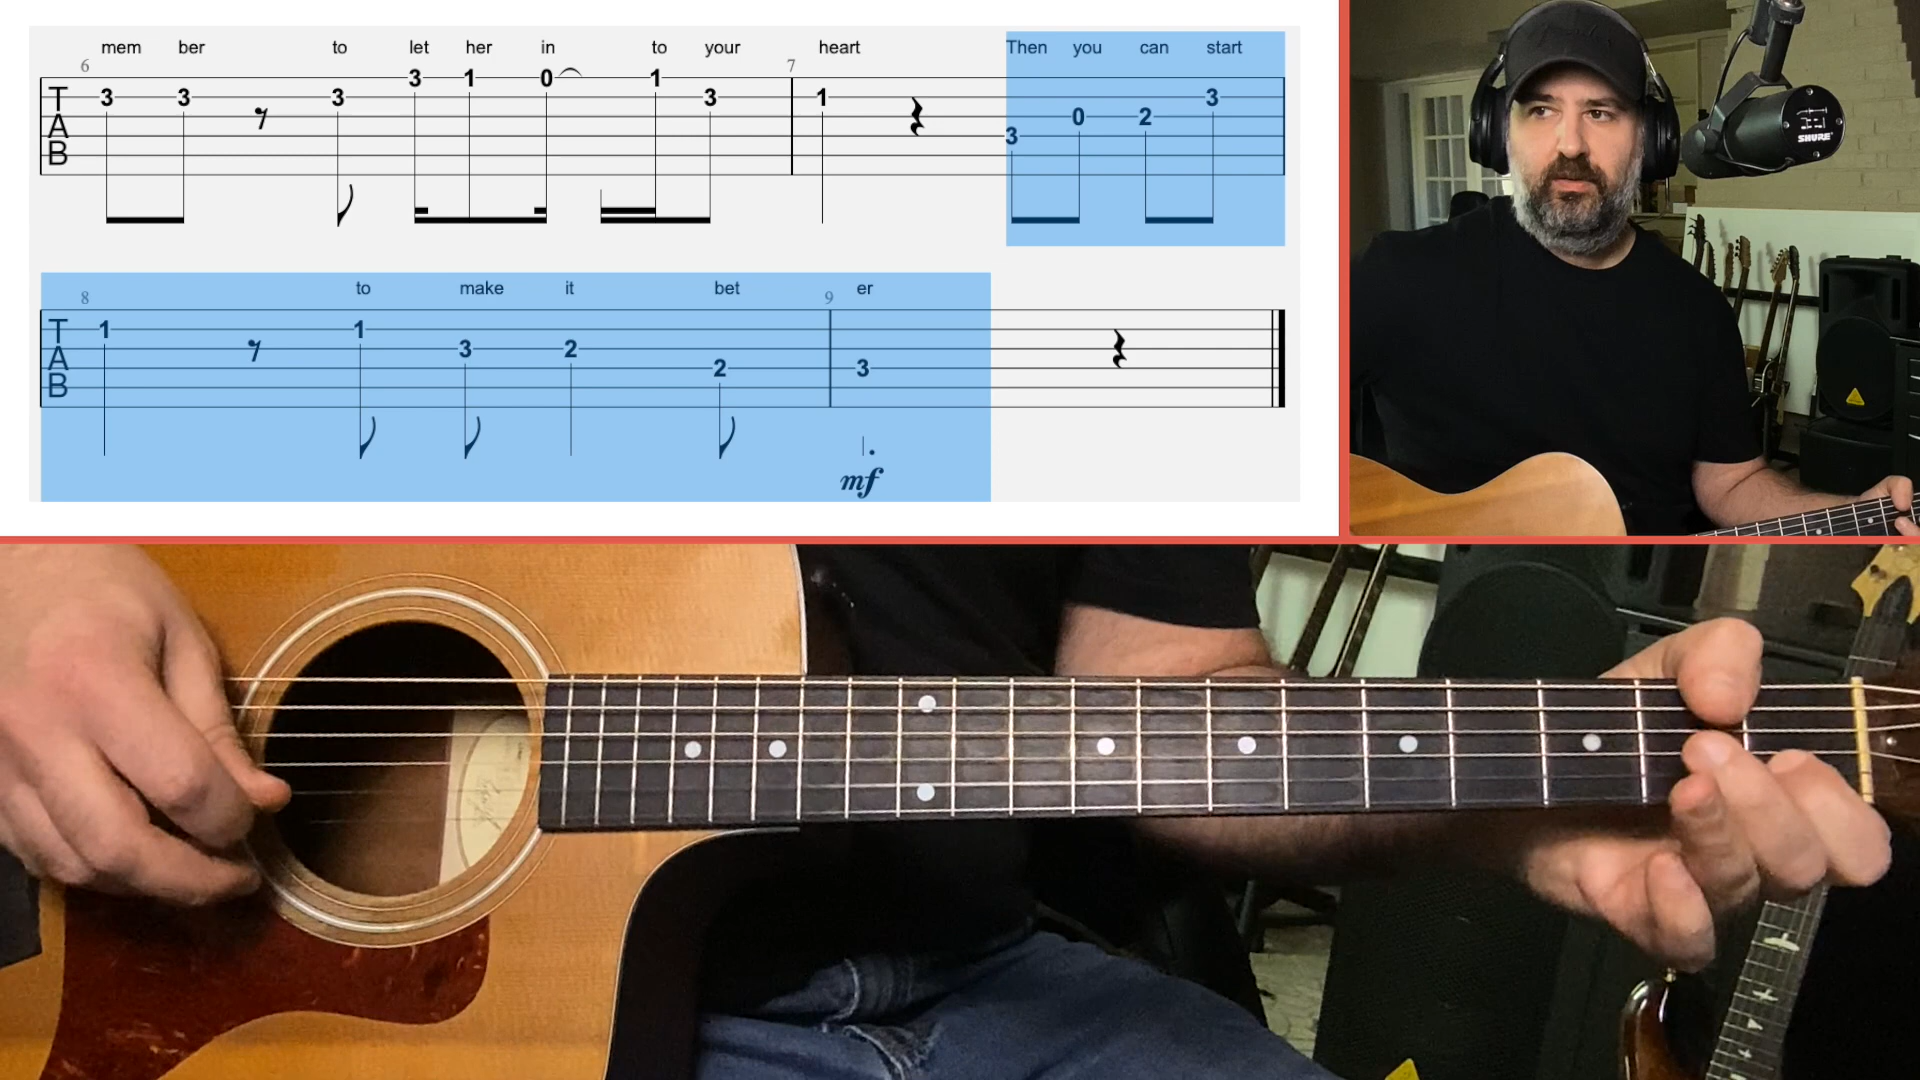 mem ber to let her in to your heart Then you can start
6 7
3 1 0 1
T 3 3 3 3 1 3
A 0 2
B 3
8 to make it bet 9 er
T 1 1
A 3 2
B 2 3
mf
SHURE